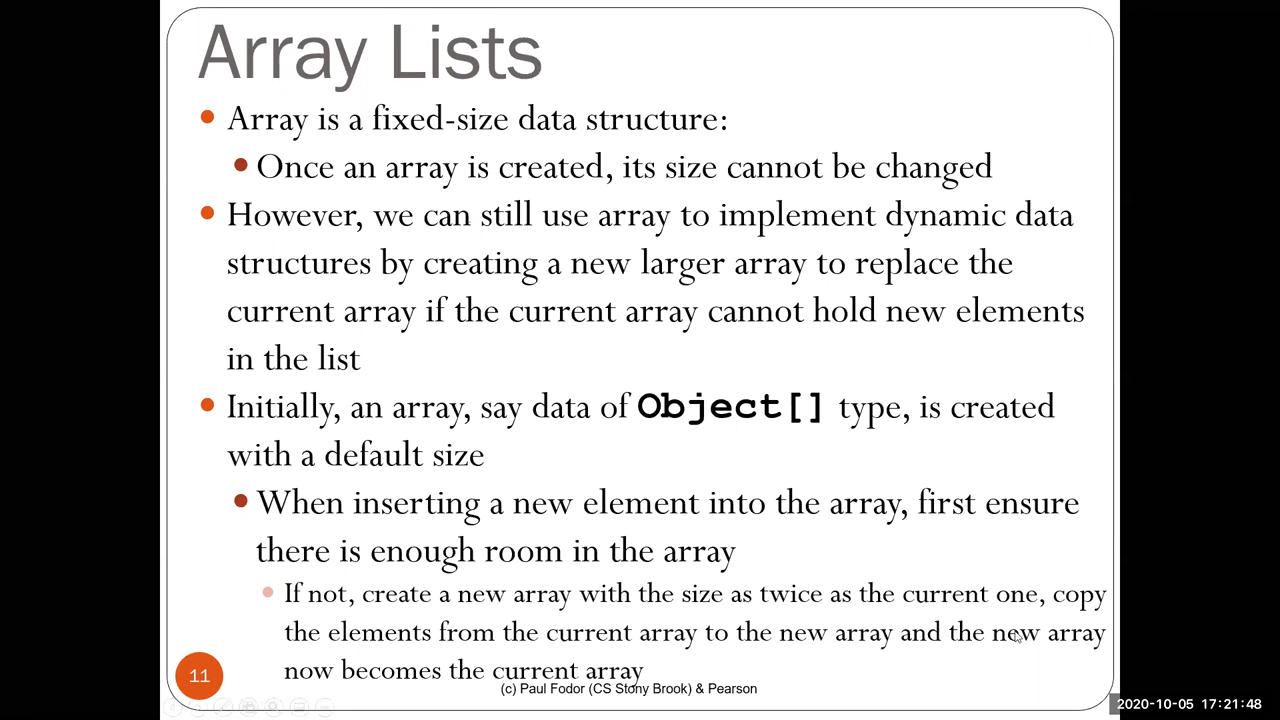 Array Lists
Array is a fixed-size data structure:
Once an array is created, its size cannot be changed
However, we can still use array to implement dynamic data
structures by creating a new larger array to replace the
current array if the current array cannot hold new elements
in the list
Initially, an array, say data of Object[] type, is created
with a default size
When inserting a new element into the array, first ensure
there is enough room in the array
If not, create a new array with the size as twice as the current one, copy
the elements from the current array to the new array and the new array
now becomes the current array
11
(c) Paul Fodor (CS Stony Brook) & Pearson
2020-10-05 17:21:48